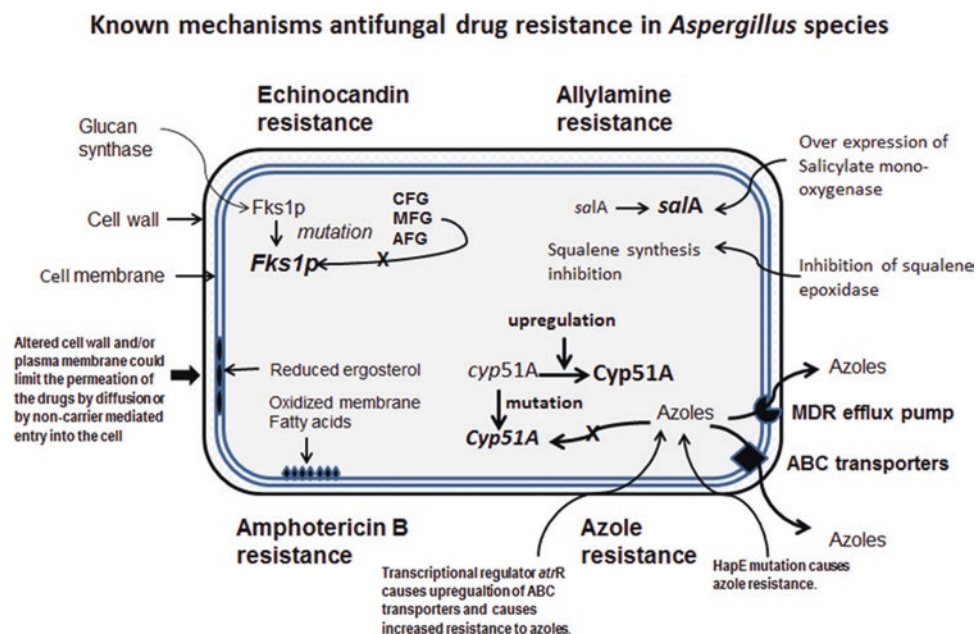 Known mechanisms antifungal drug resistance in Aspergillus species
Echinocandin
resistance
Allylamine
resistance
Glucan
synthase
Cell wall
Cell membrane
Altered cell wall and/or
plasma membrane could
limit the permeation of
the drugs by diffusion or
by non-carrier mediated
entry into the cell
Fks1p
mutation
Fks1p
CFG
MFG
AFG
X
salA
salA
Squalene synthesis
inhibition
Over expression of
Salicylate mono-
oxygenase
Inhibition of squalene
epoxidase
upregulation
cyp51A
Cyp51A
mutation
Cyp51A
X
Azoles
Reduced ergosterol
Oxidized membrane
Fatty acids
Azoles
MDR efflux pump
ABC transporters
Azoles
Amphotericin B
resistance
Azole
resistance
Transcriptional regulator atrR
causes upregualtion of ABC
transporters and causes
increased resistance to azoles.
HapE mutation causes
azole resistance.